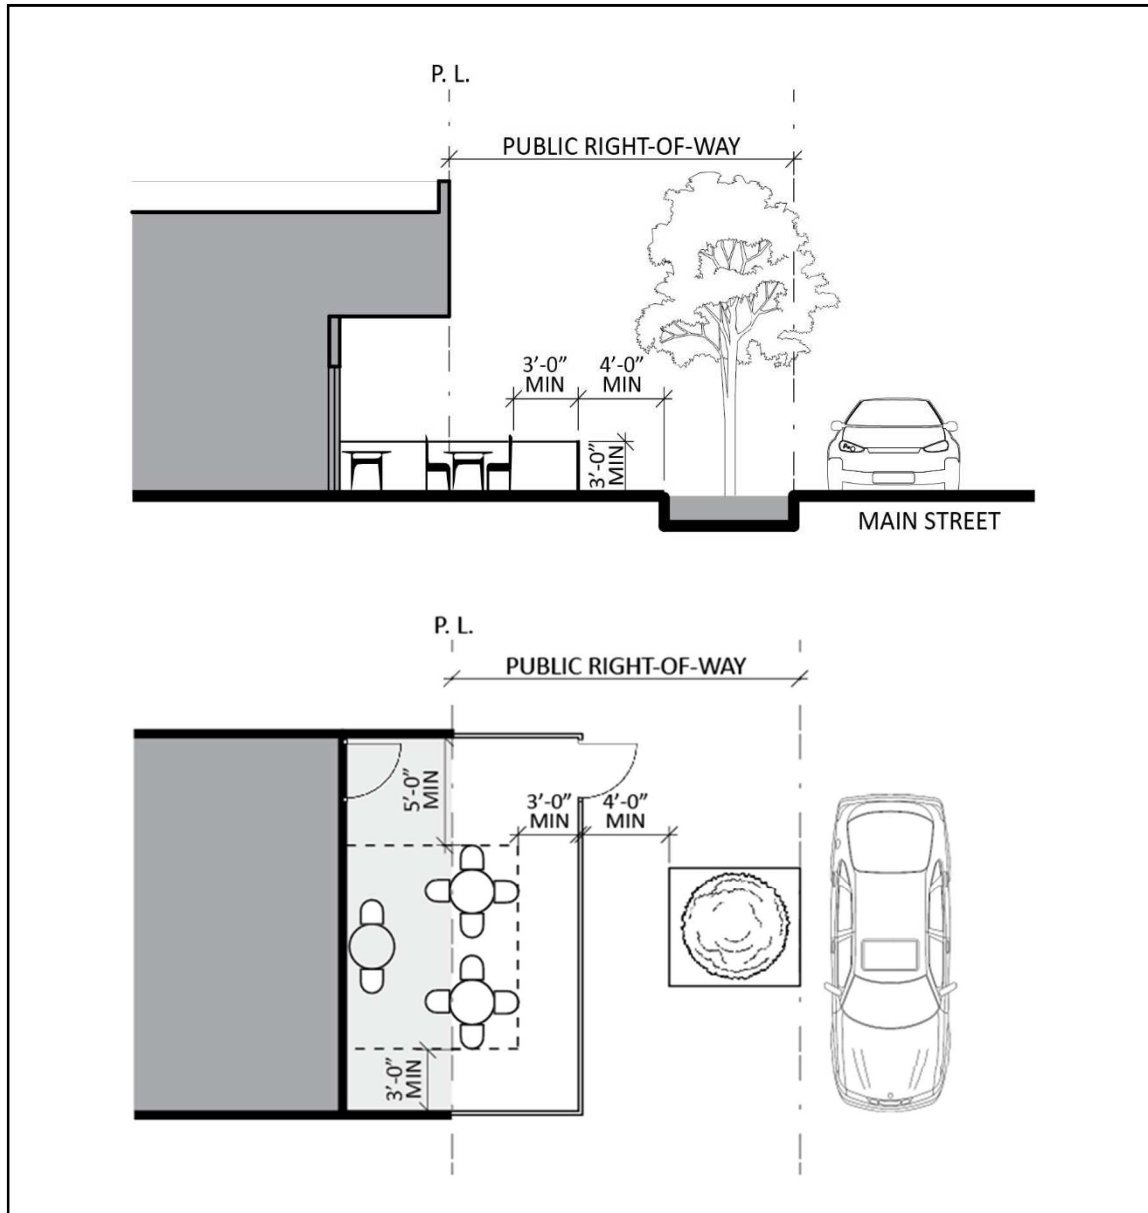 P. L.
PUBLIC RIGHT-OF-WAY
3’-0” 4’-0”
MIN MIN
3’-0”
MIN
MAIN STREET
P. L.
PUBLIC RIGHT-OF-WAY
5’-0”
MIN
3’-0” 4’-0”
MIN MIN
3’-0”
MIN